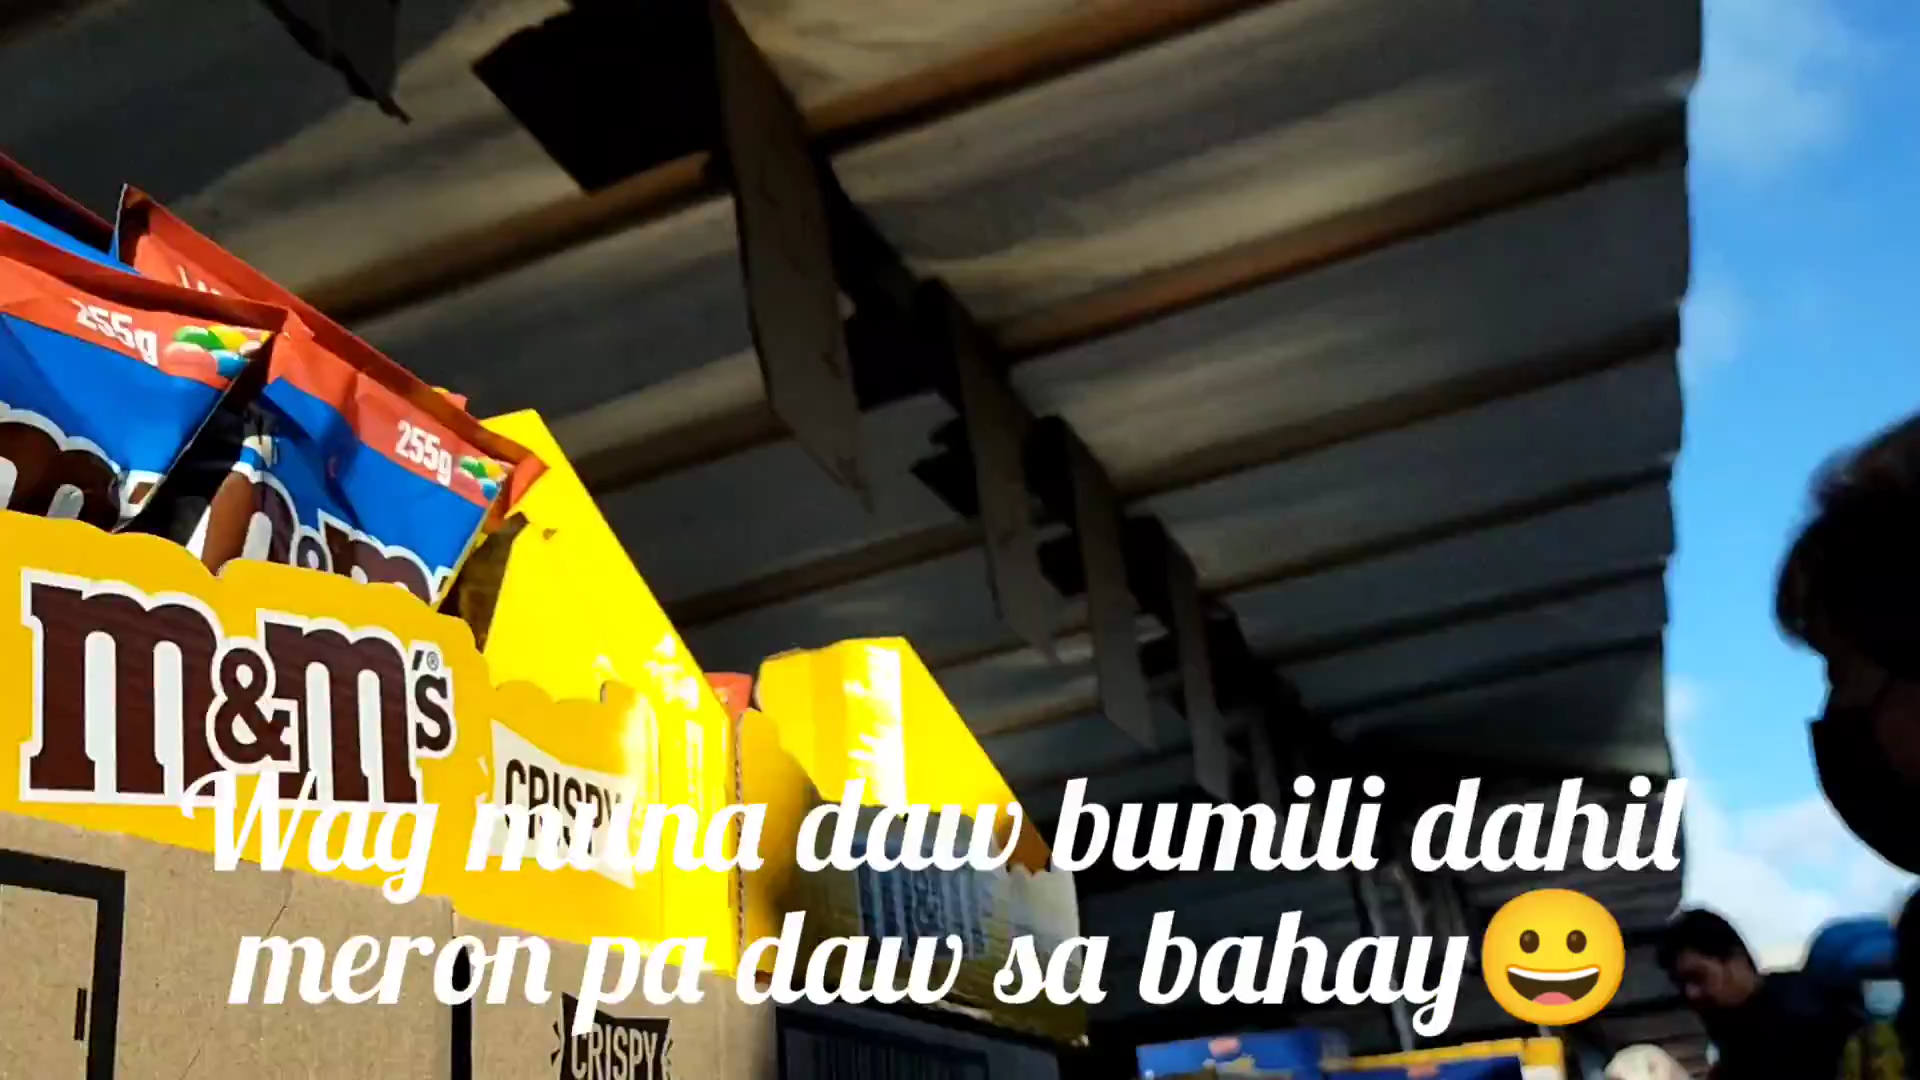 255g
255g
m&m's
CRISPY
Wag muna daw bumili dahil
meron pa daw sa bahay😀
CRISPY